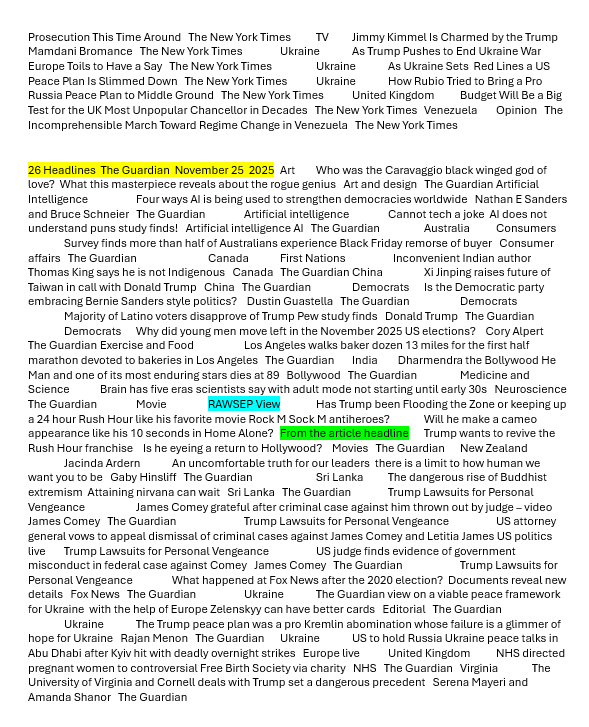 Prosecution This Time Around The New York Times TV Jimmy Kimmel Is Charmed by the Trump
Mamdani Bromance The New York Times Ukraine As Trump Pushes to End Ukraine War
Europe Toils to Have a Say The New York Times Ukraine As Ukraine Sets Red Lines a US
Peace Plan Is Slimmed Down The New York Times Ukraine How Rubio Tried to Bring a Pro
Russia Peace Plan to Middle Ground The New York Times United Kingdom Budget Will Be a Big
Test for the UK Most Unpopular Chancellor in Decades The New York Times Venezuela Opinion The
Incomprehensible March Toward Regime Change in Venezuela The New York Times
26 Headlines The Guardian November 25 2025 Art Who was the Caravaggio black winged god of
love? What this masterpiece reveals about the rogue genius Art and design The Guardian Artificial
Intelligence Four ways AI is being used to strengthen democracies worldwide Nathan E Sanders
and Bruce Schneier The Guardian Artificial intelligence Cannot tech a joke AI does not
understand puns study finds! Artificial intelligence AI The Guardian Australia Consumers
Survey finds more than half of Australians experience Black Friday remorse of buyer Consumer
affairs The Guardian Canada First Nations Inconvenient Indian author
Thomas King says he is not Indigenous Canada The Guardian China Xi Jinping raises future of
Taiwan in call with Donald Trump China The Guardian Democrats Is the Democratic party
embracing Bernie Sanders style politics? Dustin Guastella The Guardian Democrats
Majority of Latino voters disapprove of Trump Pew study finds Donald Trump The Guardian
Democrats Why did young men move left in the November 2025 US elections? Cory Alpert
The Guardian Exercise and Food Los Angeles walks baker dozen 13 miles for the first half
marathon devoted to bakeries in Los Angeles The Guardian India Dharmendra the Bollywood He
Man and one of its most enduring stars dies at 89 Bollywood The Guardian Medicine and
Science Brain has five eras scientists say with adult mode not starting until early 30s Neuroscience
The Guardian Movie RAWSEP View Has Trump been Flooding the Zone or keeping up
a 24 hour Rush Hour like his favorite movie Rock M Sock M antiheroes? Will he make a cameo
appearance like his 10 seconds in Home Alone? From the article headline Trump wants to revive the
Rush Hour franchise Is he eyeing a return to Hollywood? Movies The Guardian New Zealand
Jacinda Ardern An uncomfortable truth for our leaders there is a limit to how human we
want you to be Gaby Hinsliff The Guardian Sri Lanka The dangerous rise of Buddhist
extremism Attaining nirvana can wait Sri Lanka The Guardian Trump Lawsuits for Personal
Vengeance James Comey grateful after criminal case against him thrown out by judge – video
James Comey The Guardian Trump Lawsuits for Personal Vengeance US attorney
general vows to appeal dismissal of criminal cases against James Comey and Letitia James US politics
live Trump Lawsuits for Personal Vengeance US judge finds evidence of government
misconduct in federal case against Comey James Comey The Guardian Trump Lawsuits for
Personal Vengeance What happened at Fox News after the 2020 election? Documents reveal new
details Fox News The Guardian Ukraine The Guardian view on a viable peace framework
for Ukraine with the help of Europe Zelenskyy can have better cards Editorial The Guardian
Ukraine The Trump peace plan was a pro Kremlin abomination whose failure is a glimmer of
hope for Ukraine Rajan Menon The Guardian Ukraine US to hold Russia Ukraine peace talks in
Abu Dhabi after Kyiv hit with deadly overnight strikes Europe live United Kingdom NHS directed
pregnant women to controversial Free Birth Society via charity NHS The Guardian Virginia The
University of Virginia and Cornell deals with Trump set a dangerous precedent Serena Mayeri and
Amanda Shanor The Guardian